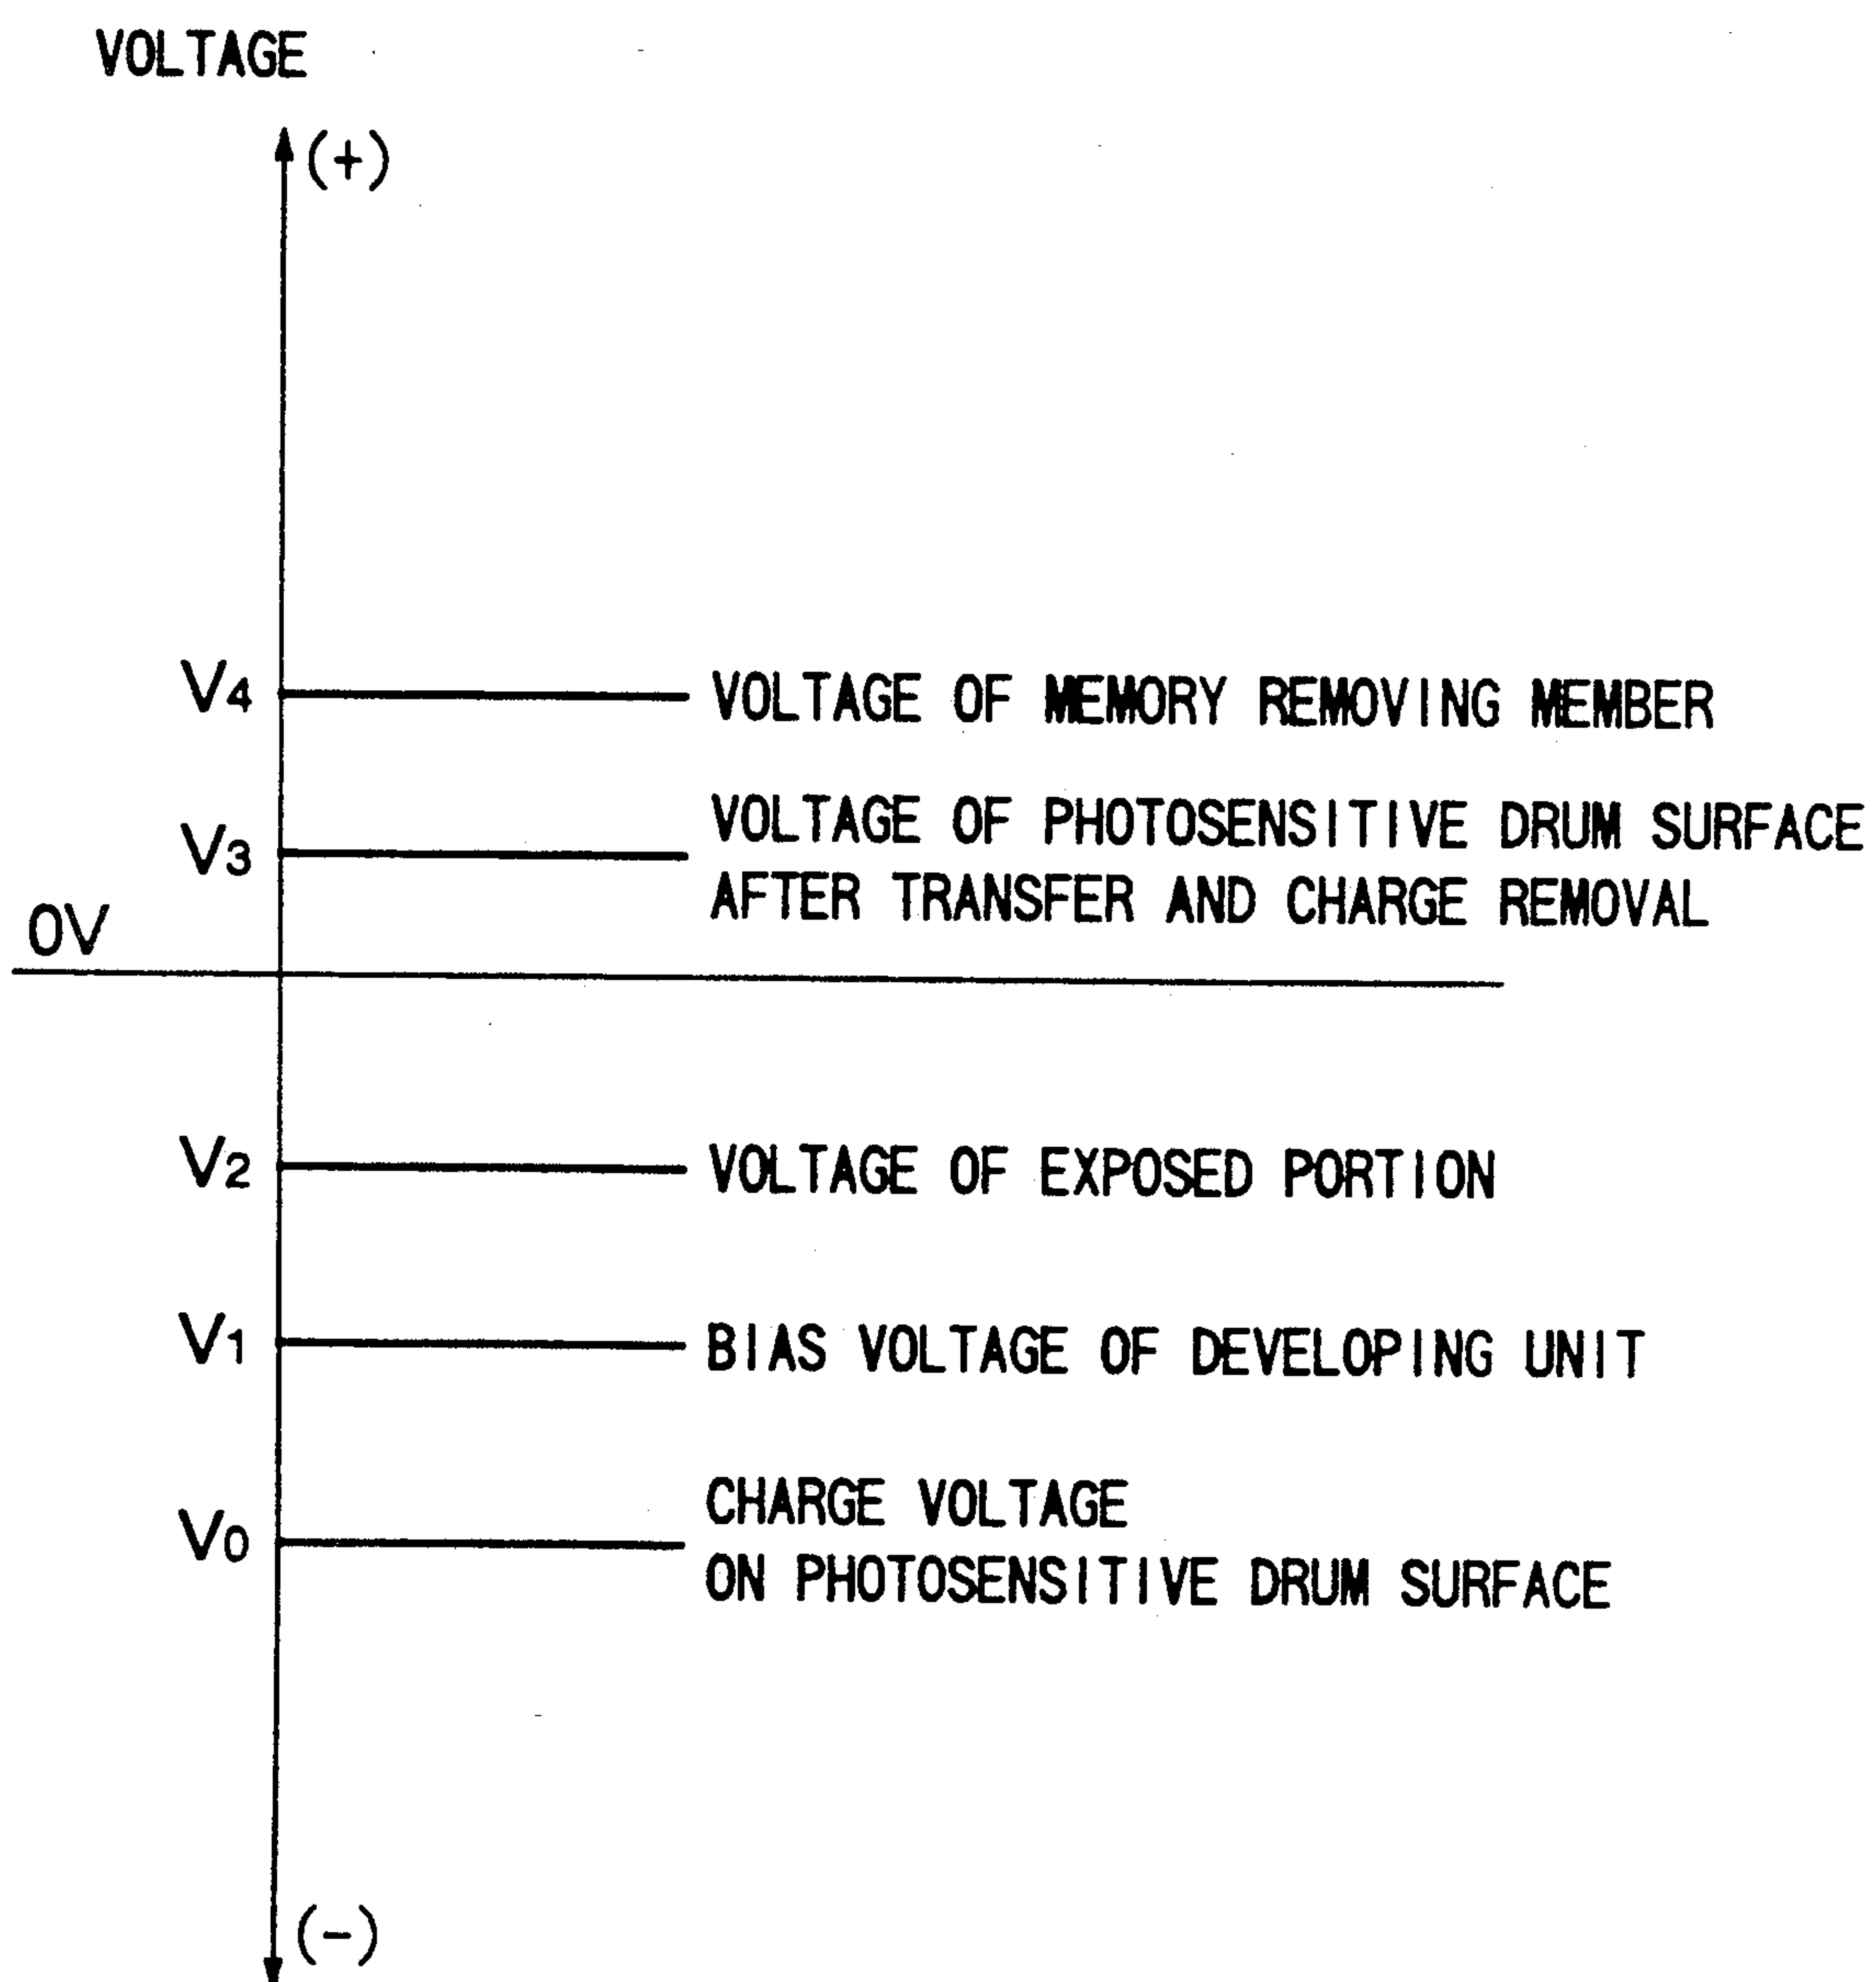 VOLTAGE
(+)
V4 VOLTAGE OF MEMORY REMOVING MEMBER
V3 VOLTAGE OF PHOTOSENSITIVE DRUM SURFACE
AFTER TRANSFER AND CHARGE REMOVAL
0V
V2 VOLTAGE OF EXPOSED PORTION
V1 BIAS VOLTAGE OF DEVELOPING UNIT
V0 CHARGE VOLTAGE
ON PHOTOSENSITIVE DRUM SURFACE
(-)